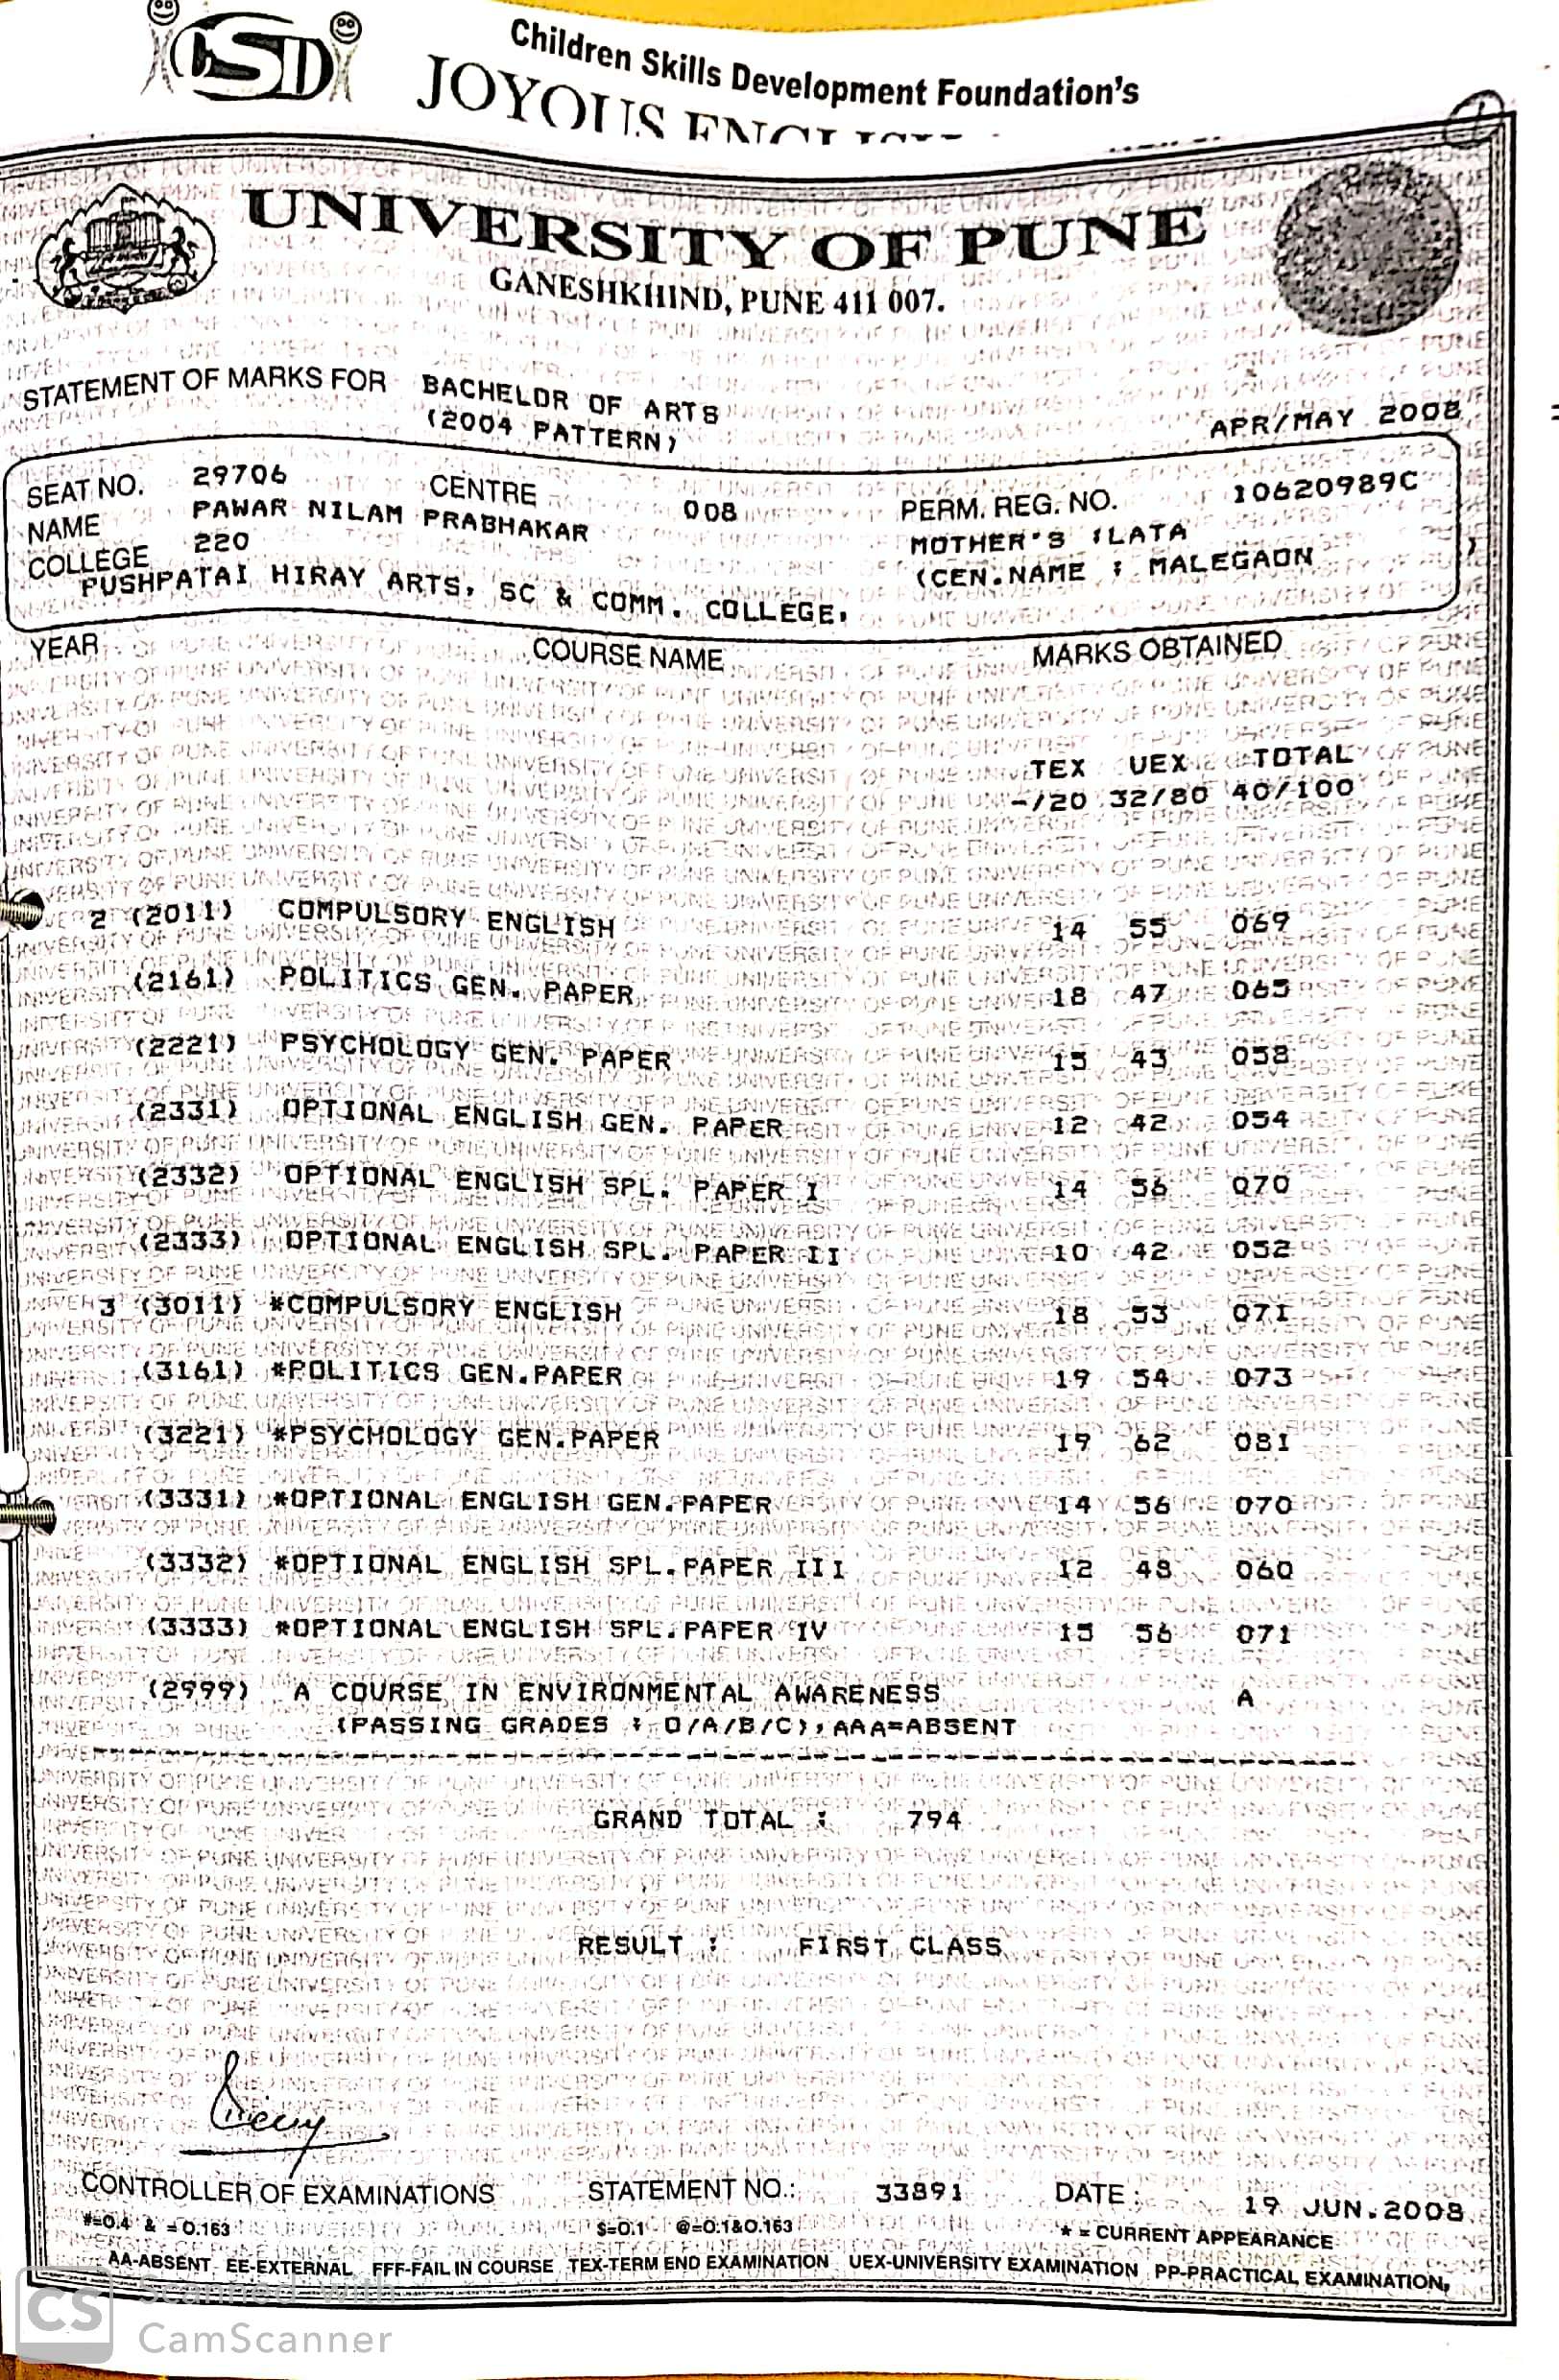 CSD
Children Skills Development Foundation's
JOYOUS ENGLISH
1
UNIVERSITY OF PUNE
GANESHKHIND, PUNE 411 007.
STATEMENT OF MARKS FOR BACHELOR OF ARTS
(2004 PATTERN) APR/MAY 2008
SEAT NO. 29706 CENTRE 008 PERM. REG. NO. 10620989C
NAME PAWAR NILAM PRABHAKAR MOTHER'S :LATA
COLLEGE 220 (CEN.NAME : MALEGAON )
PUSHPATAI HIRAY ARTS, SC & COMM. COLLEGE,
YEAR COURSE NAME MARKS OBTAINED
TEX UEX TOTAL
-/20 32/80 40/100
2 (2011) COMPULSORY ENGLISH 14 55 069
(2161) POLITICS GEN. PAPER 18 47 065
(2221) PSYCHOLOGY GEN. PAPER 15 43 058
(2331) OPTIONAL ENGLISH GEN. PAPER 12 42 054
(2332) OPTIONAL ENGLISH SPL. PAPER I 14 56 070
(2333) OPTIONAL ENGLISH SPL. PAPER II 10 42 052
3 (3011) *COMPULSORY ENGLISH 18 53 071
(3161) *POLITICS GEN.PAPER 19 54 073
(3221) *PSYCHOLOGY GEN.PAPER 19 62 081
(3331) *OPTIONAL ENGLISH GEN.PAPER 14 56 070
(3332) *OPTIONAL ENGLISH SPL.PAPER III 12 48 060
(3333) *OPTIONAL ENGLISH SPL.PAPER IV 15 56 071
(2999) A COURSE IN ENVIRONMENTAL AWARENESS A
(PASSING GRADES : O/A/B/C), AAA=ABSENT
GRAND TOTAL : 794
RESULT : FIRST CLASS
CONTROLLER OF EXAMINATIONS STATEMENT NO.: 33891 DATE : 19 JUN.2008
#=0.4 & = 0.163 $=0.1 @=0.1&0.163 * = CURRENT APPEARANCE
AA-ABSENT EE-EXTERNAL FFF-FAIL IN COURSE TEX-TERM END EXAMINATION UEX-UNIVERSITY EXAMINATION PP-PRACTICAL EXAMINATION,
CS Scanned with
CamScanner